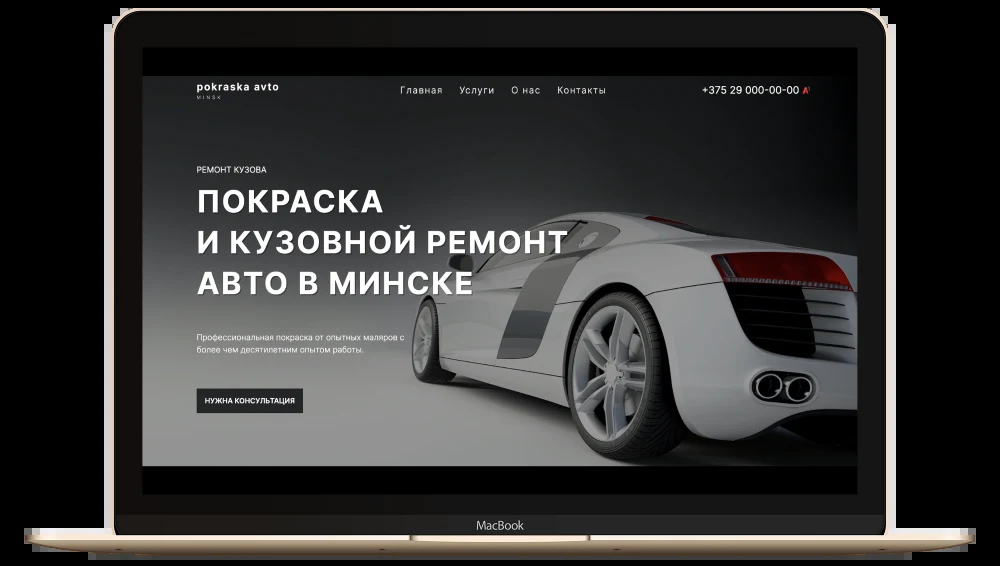 pokraska avto
MINSK
Главная Услуги О нас Контакты
+375 29 000-00-00 A1
РЕМОНТ КУЗОВА
ПОКРАСКА
И КУЗОВНОЙ РЕМОНТ
АВТО В МИНСКЕ
Профессиональная покраска от опытных маляров с
более чем десятилетним опытом работы.
НУЖНА КОНСУЛЬТАЦИЯ
MacBook